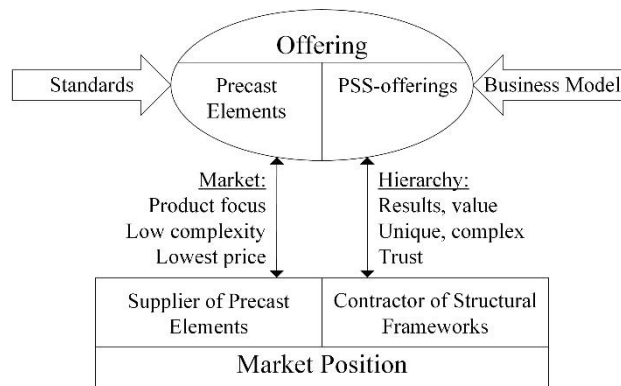 Offering
Standards
Precast
Elements
PSS-offerings
Business Model
Market:
Product focus
Low complexity
Lowest price
Hierarchy:
Results, value
Unique, complex
Trust
Supplier of Precast
Elements
Contractor of Structural
Frameworks
Market Position